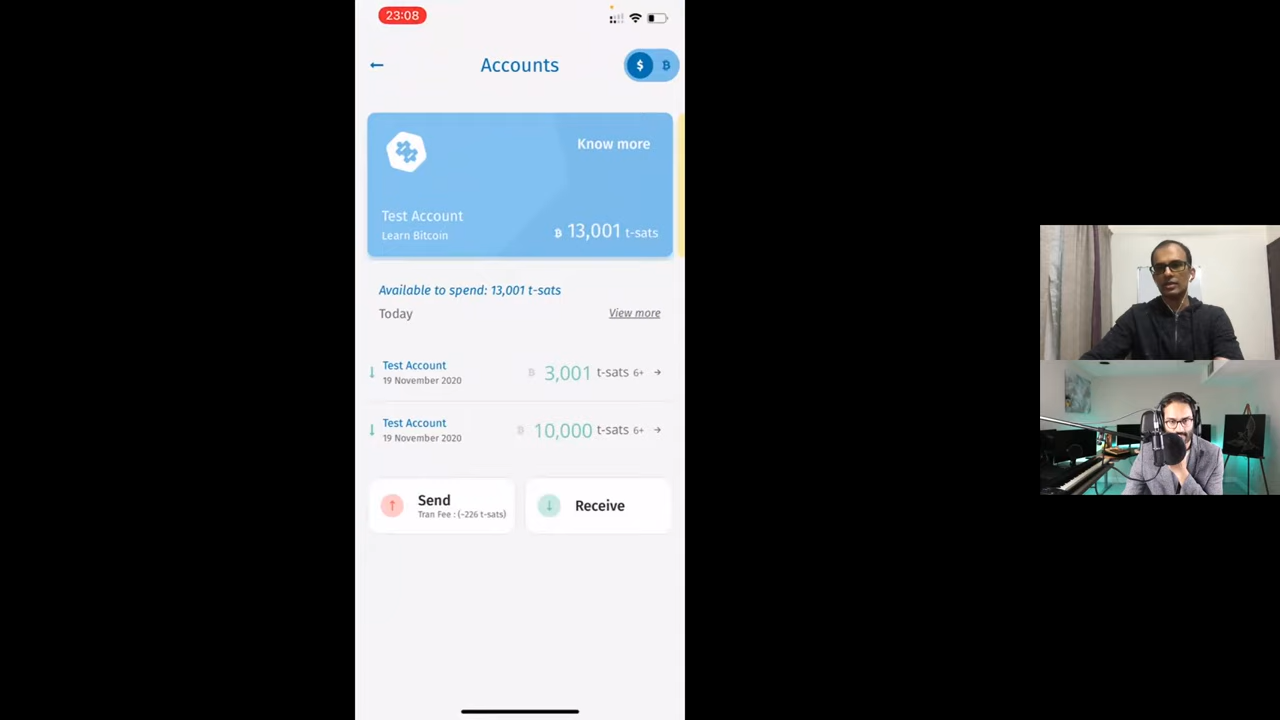 23:08
Accounts
$ ₿
Know more
Test Account
Learn Bitcoin
₿ 13,001 t-sats
Available to spend: 13,001 t-sats
Today
View more
Test Account
19 November 2020
₿ 3,001 t-sats 6+
Test Account
19 November 2020
₿ 10,000 t-sats 6+
Send
Tran Fee : (~226 t-sats)
Receive